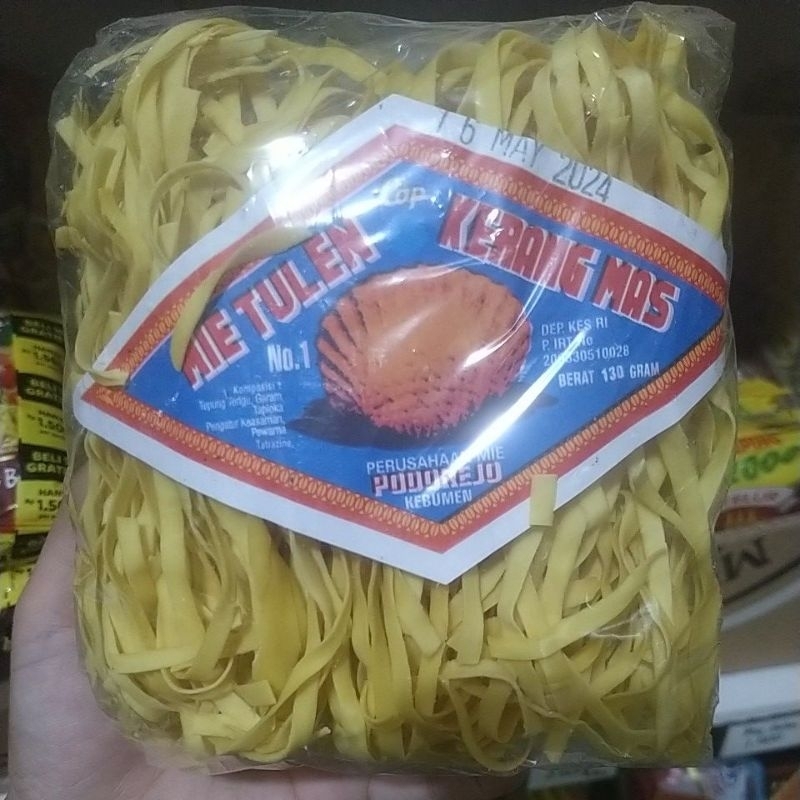 16 MAY 2024
Cap
MIE TULEN
KERANG MAS
No.1
DEP. KES RI
P. IRT No
BERAT 130 GRAM
Komposisi :
Tepung Terigu, Garam,
Tapioka
Pengatur Keasaman,
Pewarna
Tatrazine,
PERUSAHAAN MIE
PODOREJO
KEBUMEN